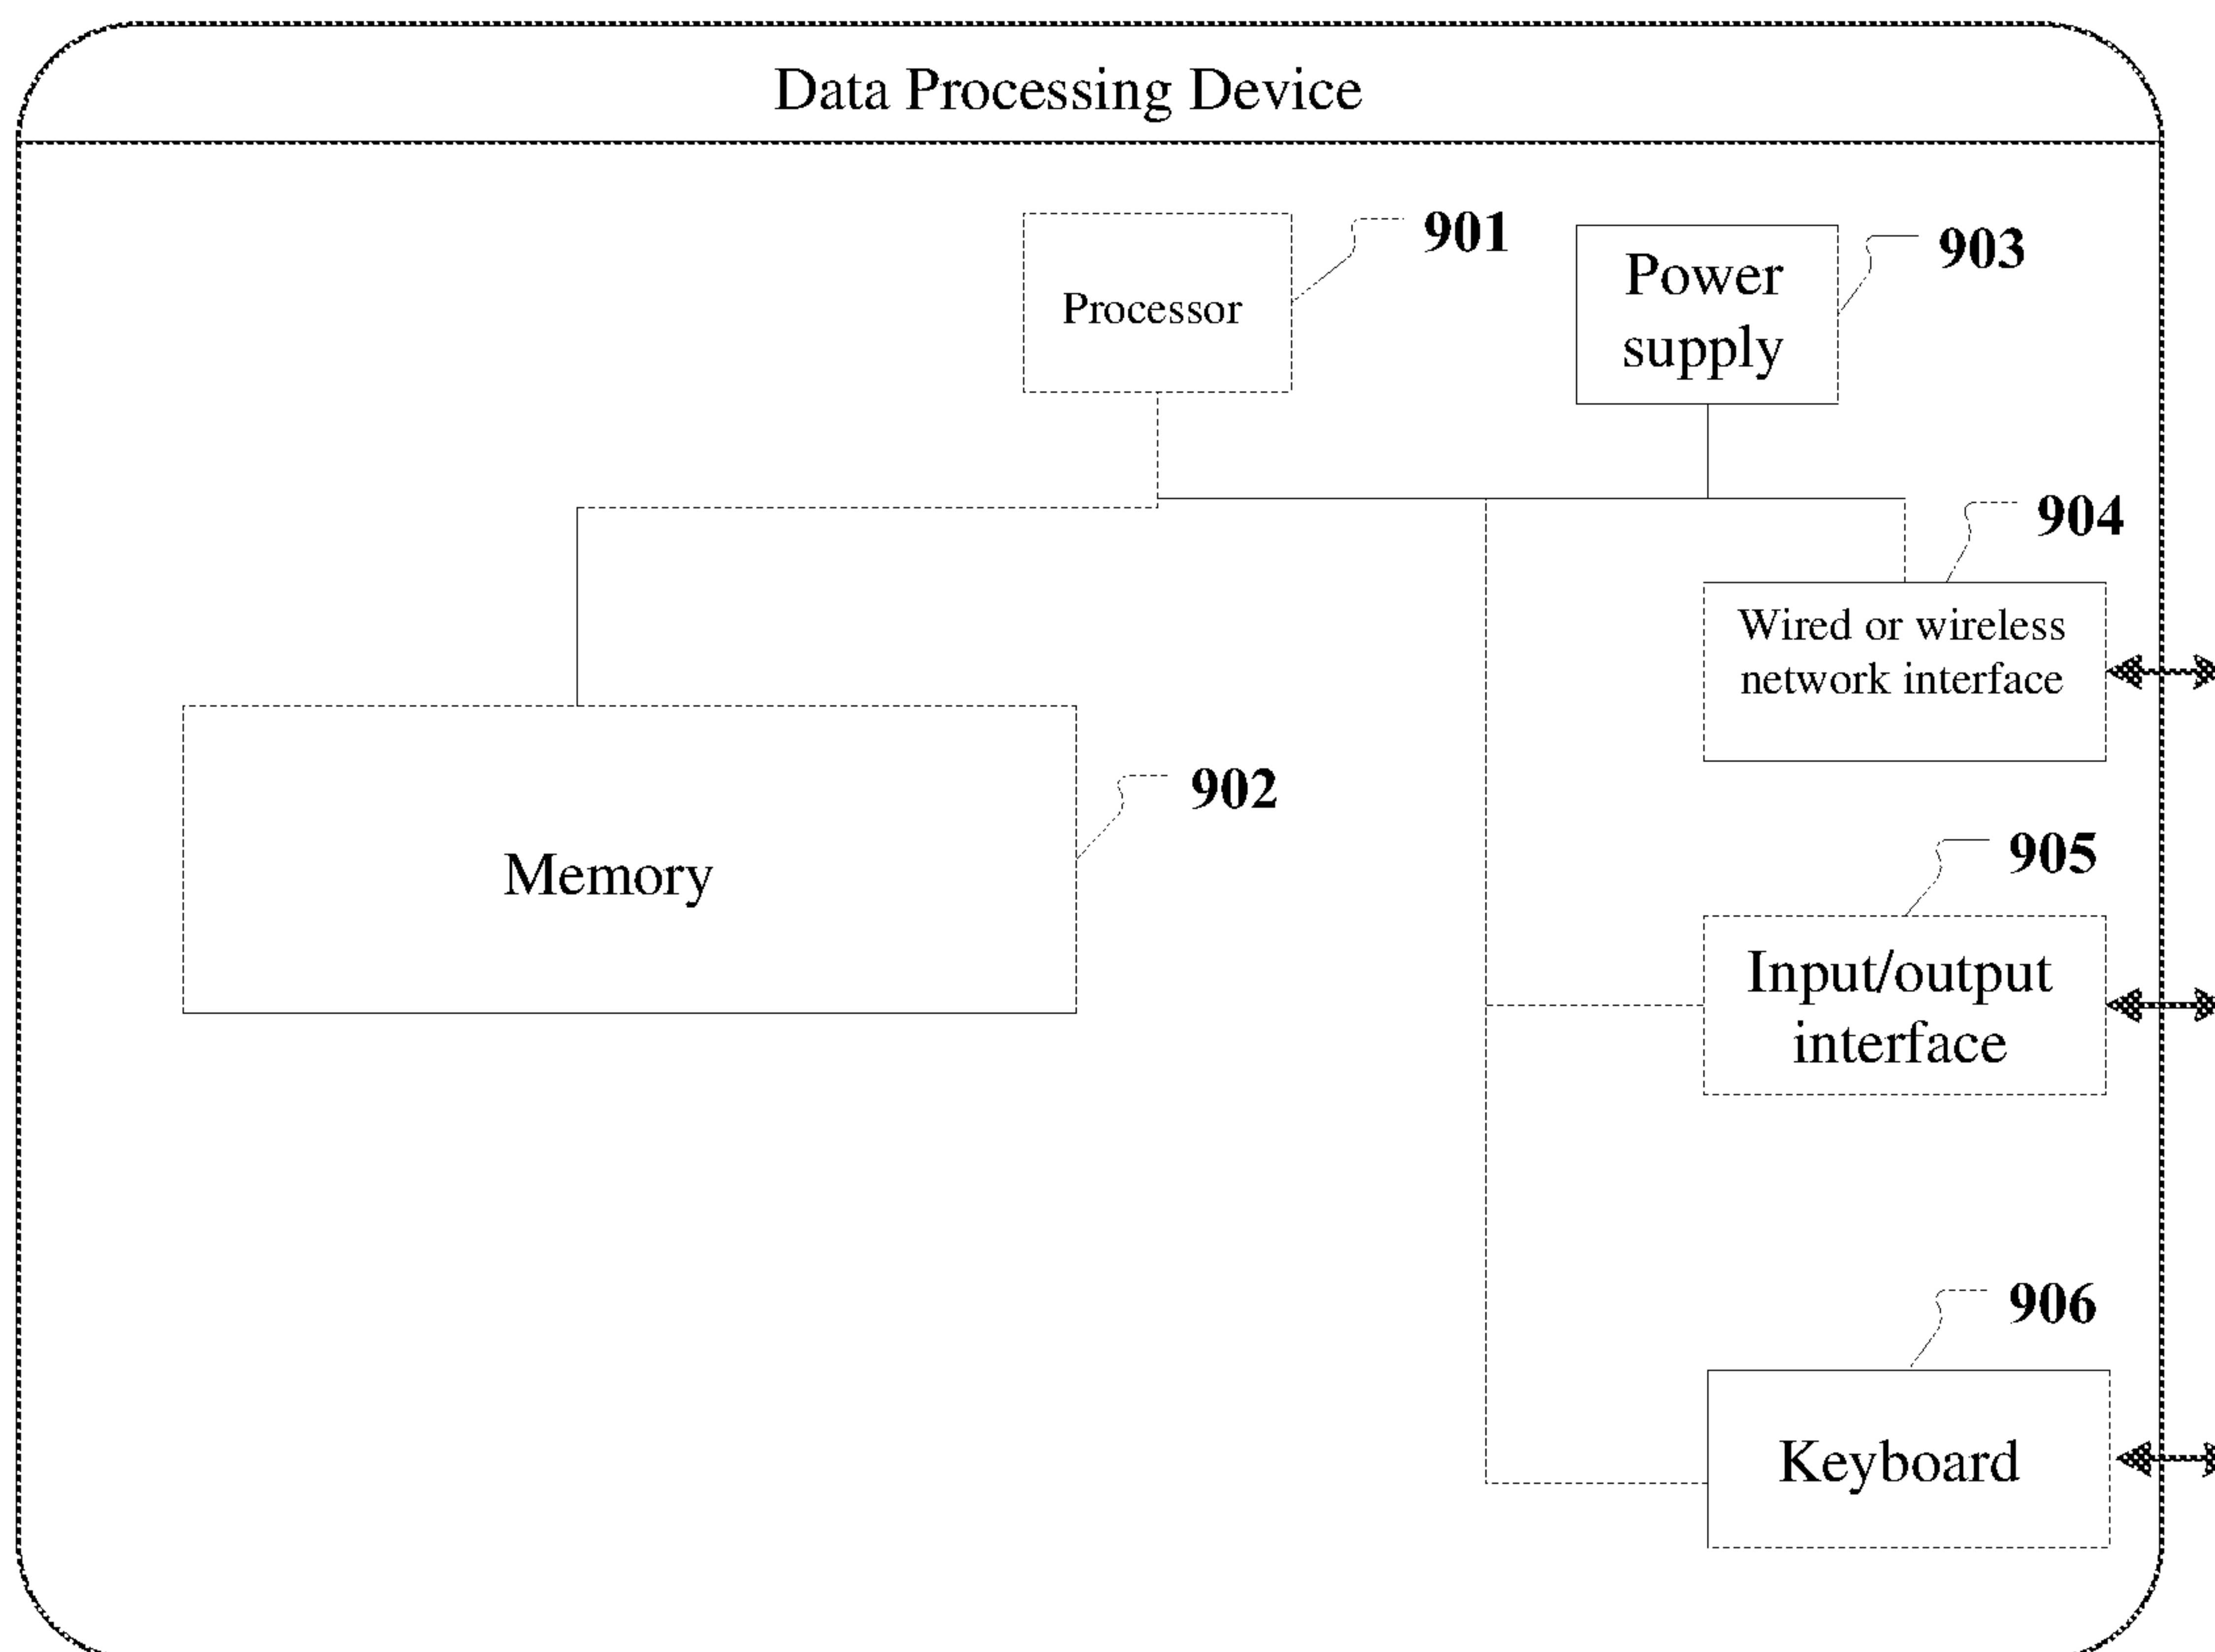 Data Processing Device
901
Processor
903
Power
supply
904
Wired or wireless
network interface
902
Memory
905
Input/output
interface
906
Keyboard